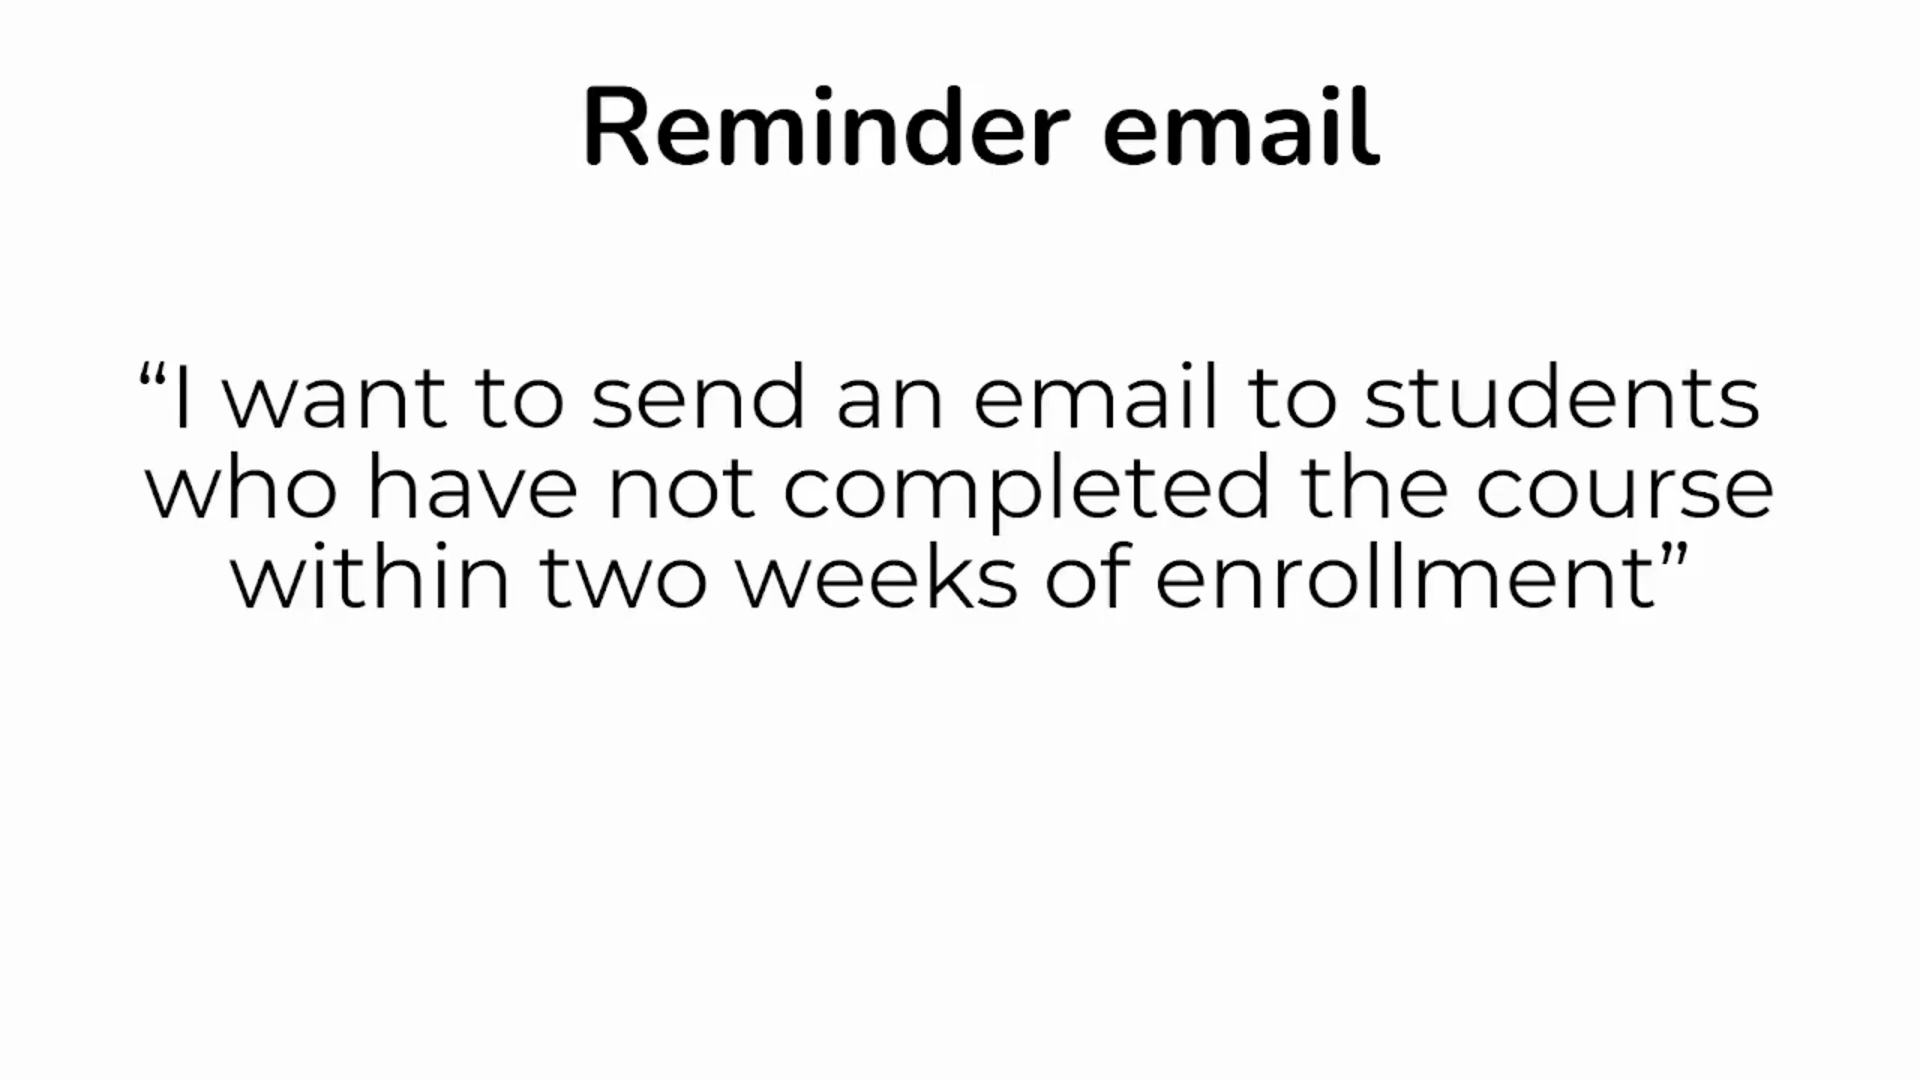 Reminder email
“I want to send an email to students
who have not completed the course
within two weeks of enrollment”